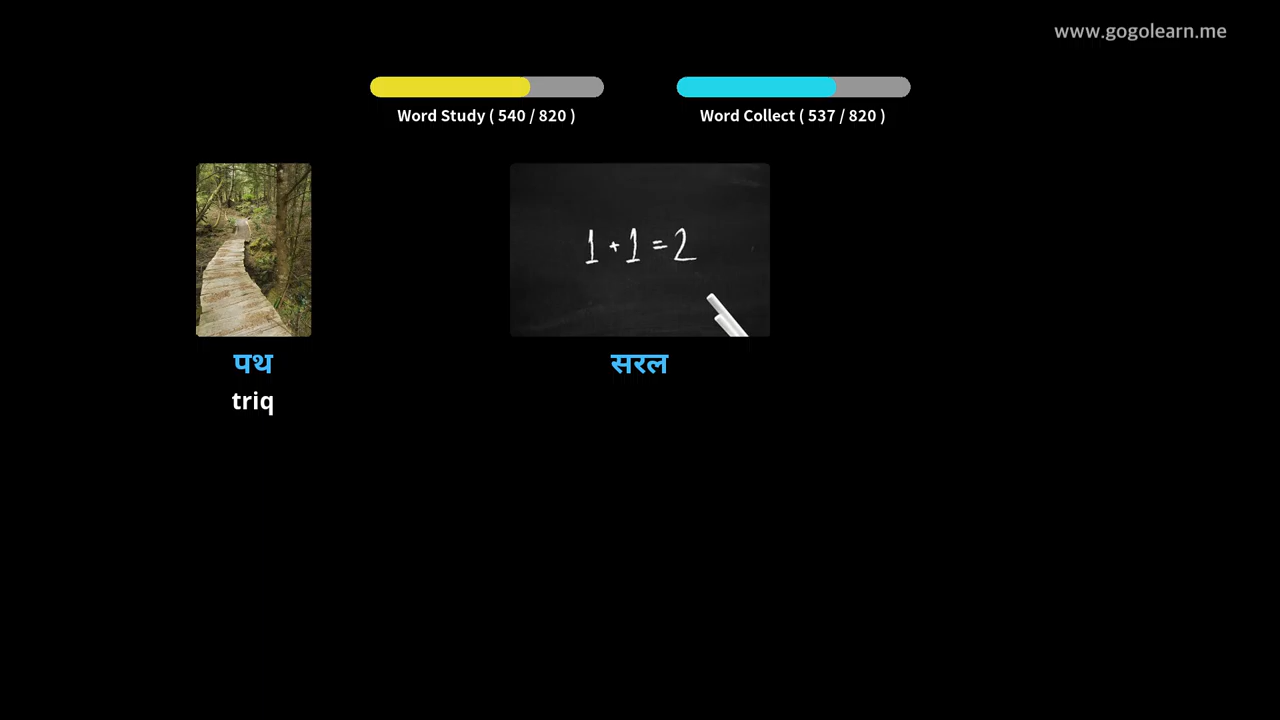 www.gogolearn.me
Word Study ( 540 / 820 )
Word Collect ( 537 / 820 )
1 + 1 = 2
पथ
सरल
triq